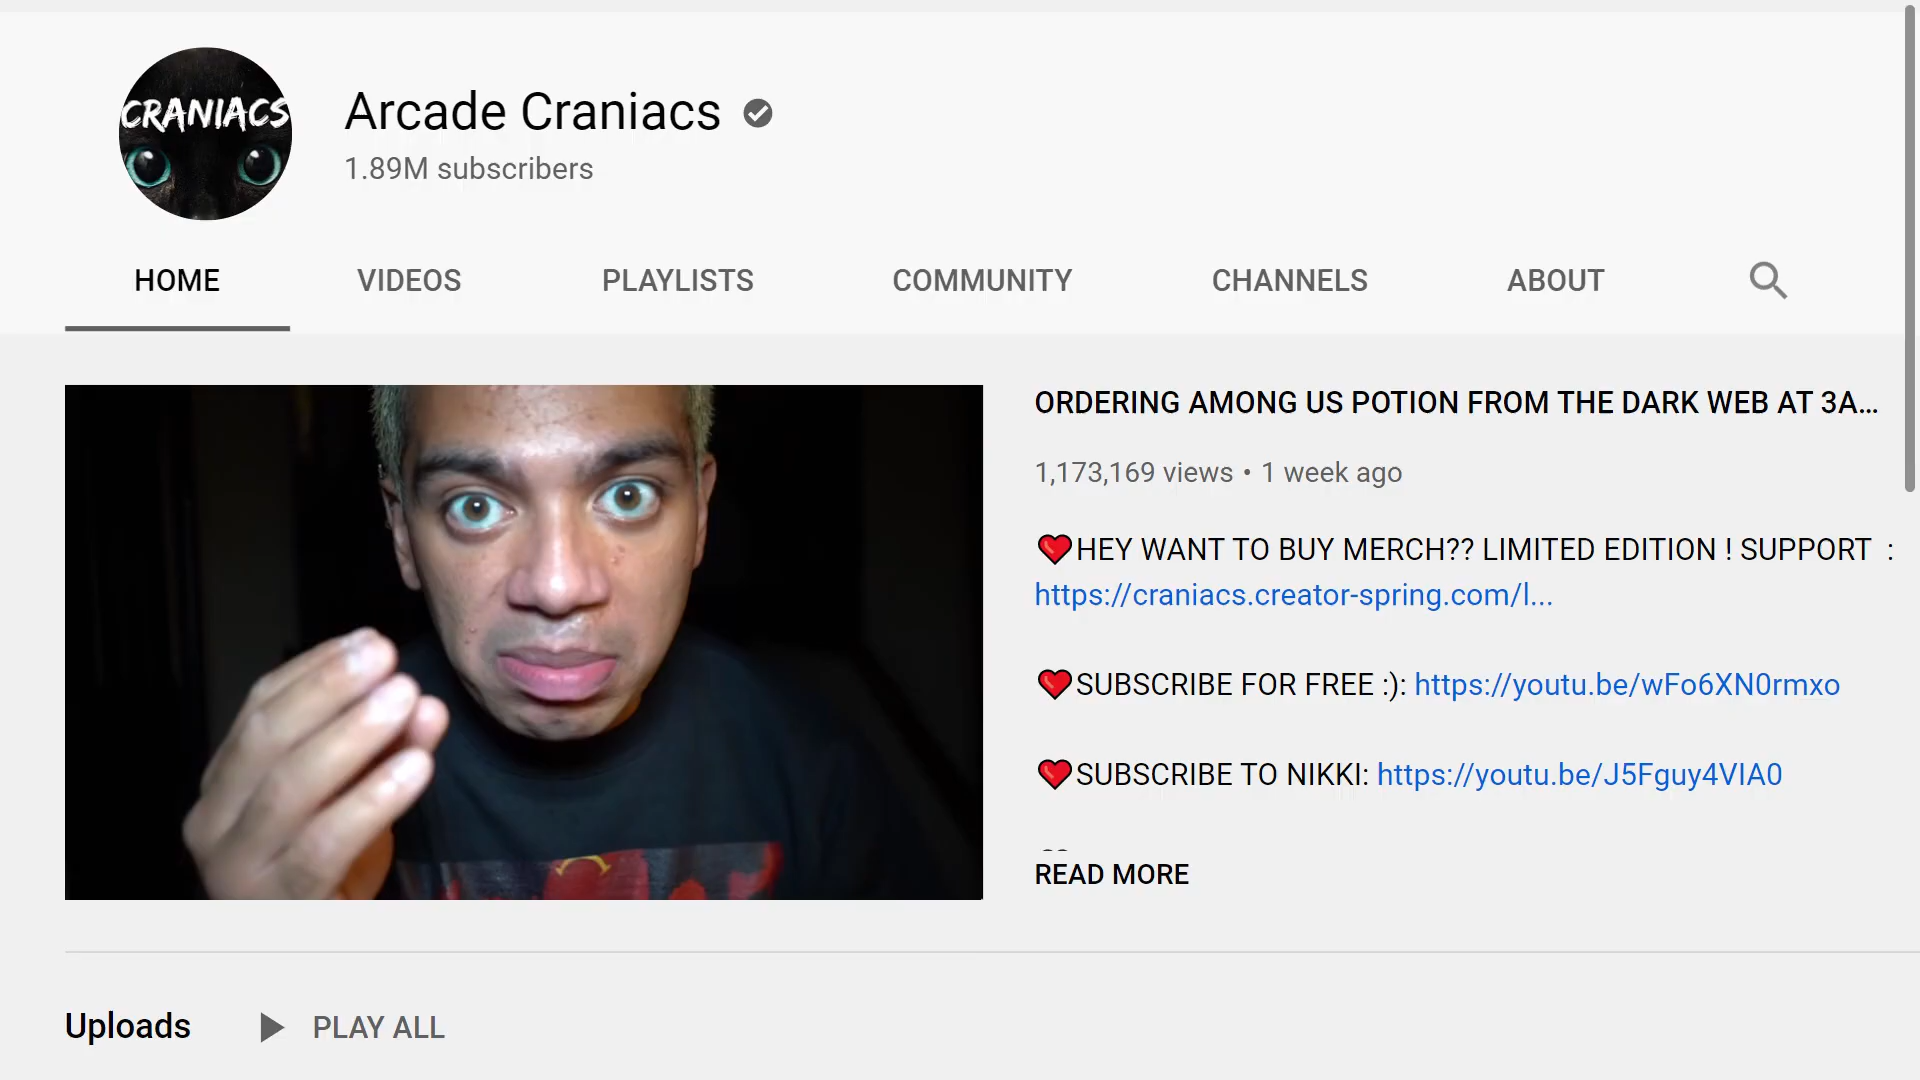 CRANIACS
Arcade Craniacs
1.89M subscribers
HOME
VIDEOS
PLAYLISTS
COMMUNITY
CHANNELS
ABOUT
ORDERING AMONG US POTION FROM THE DARK WEB AT 3A...
1,173,169 views • 1 week ago
❤️HEY WANT TO BUY MERCH?? LIMITED EDITION ! SUPPORT :
https://craniacs.creator-spring.com/l...
❤️SUBSCRIBE FOR FREE :): https://youtu.be/wFo6XN0rmxo
❤️SUBSCRIBE TO NIKKI: https://youtu.be/J5Fguy4VIA0
READ MORE
Uploads
PLAY ALL